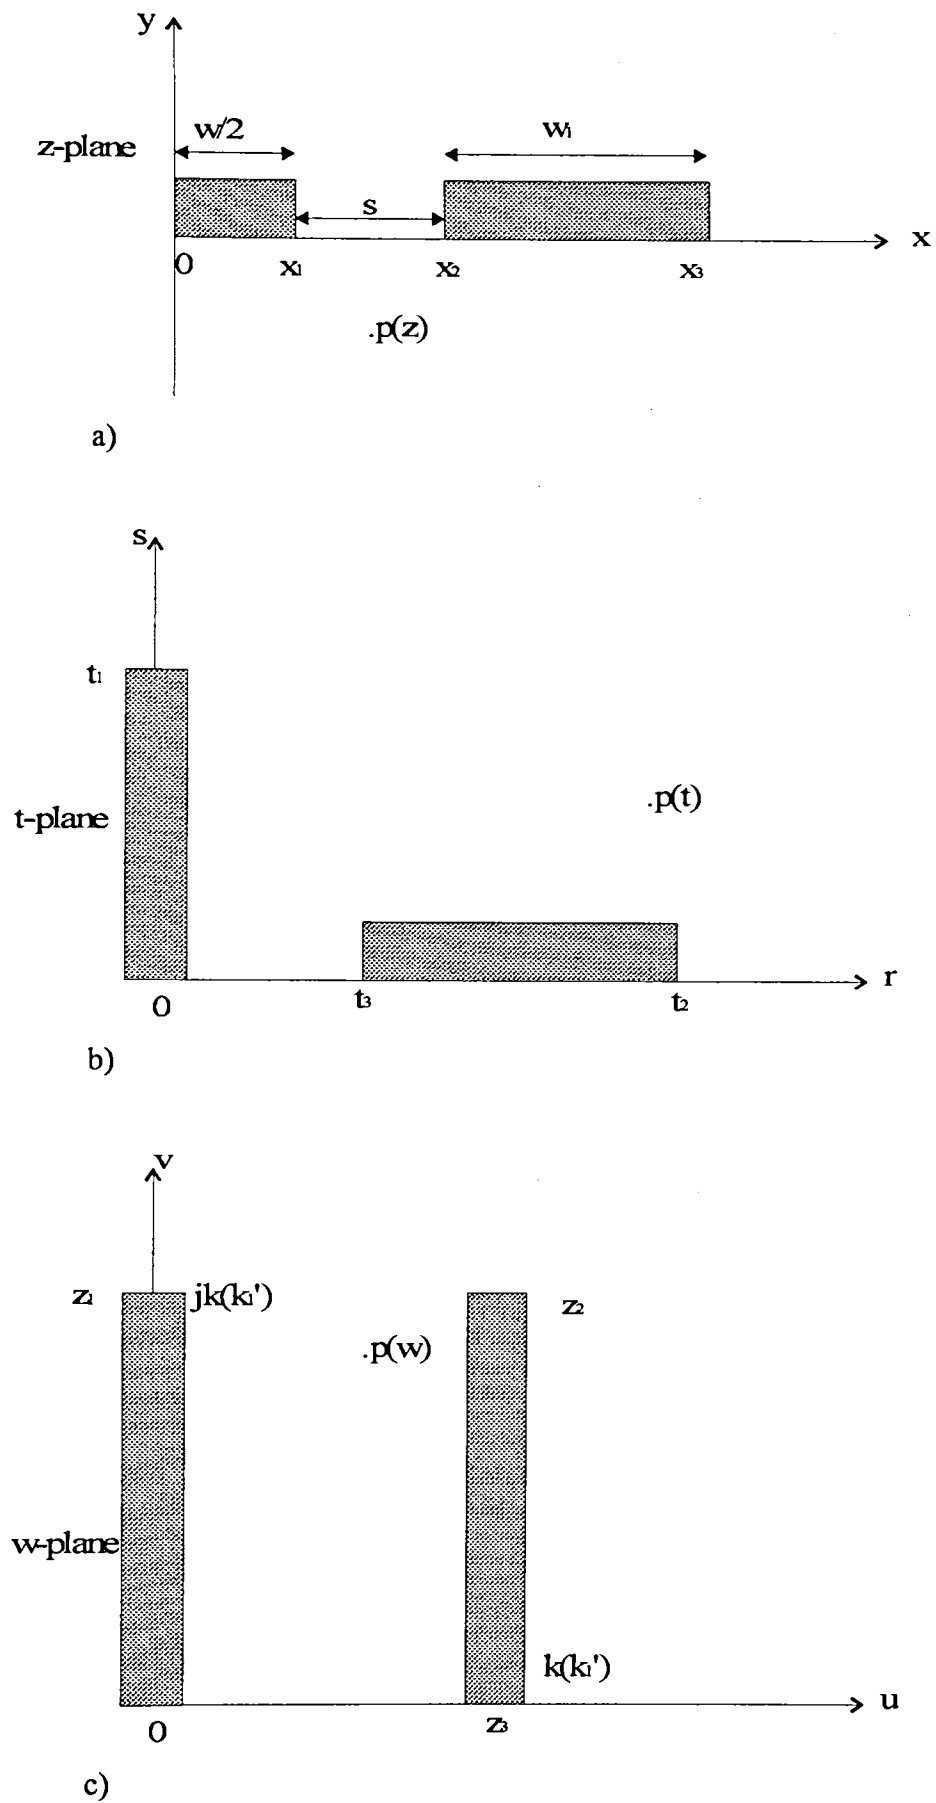 y
w/2
w₁
z-plane
s
x
0
x₁
x₂
x₃
.p(z)
a)
s
t₁
.p(t)
t-plane
r
0
t₃
t₂
b)
v
z₁
jk(k₁')
z₂
.p(w)
w-plane
k(k₁')
u
0
z₃
c)